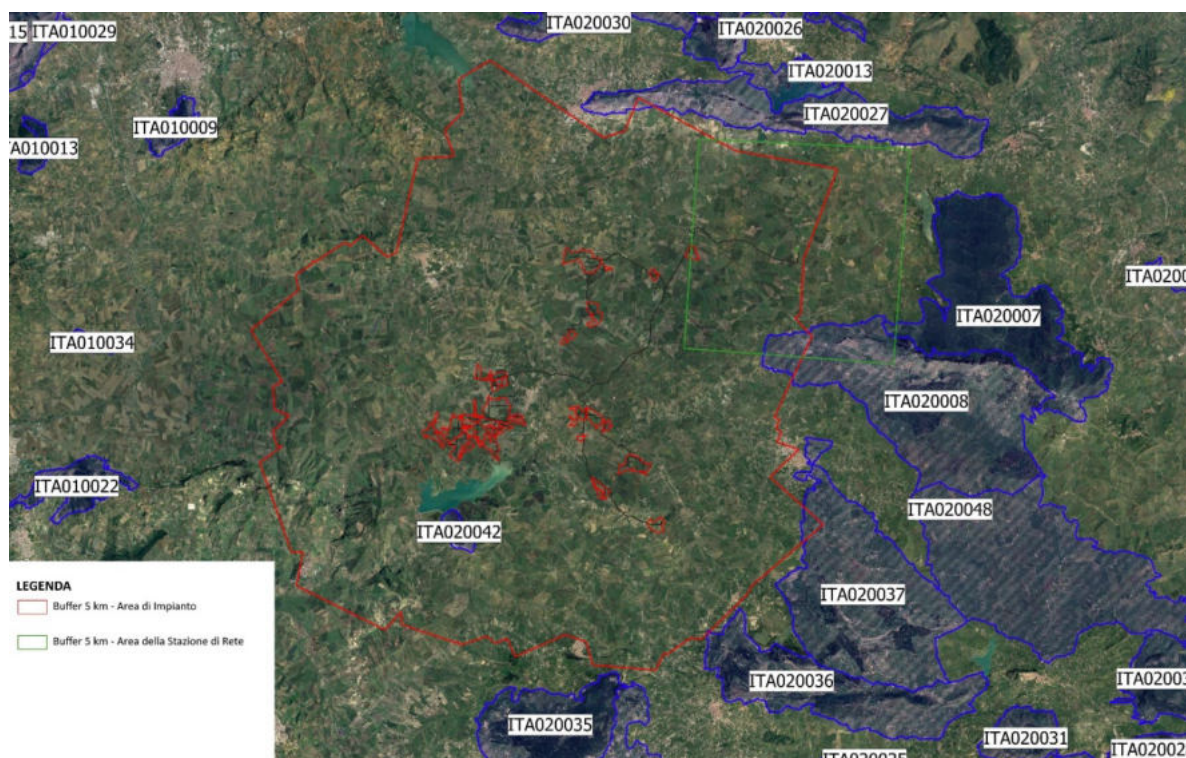 15 ITA010029
ITA020030
ITA020026
ITA020013
ITA020027
ITA010009
ITA010013
ITA020007
ITA010034
ITA020008
ITA010022
ITA020048
ITA020042
ITA020037
ITA020036
ITA020035
ITA020031
LEGENDA
Buffer 5 km - Area di Impianto
Buffer 5 km - Area della Stazione di Rete